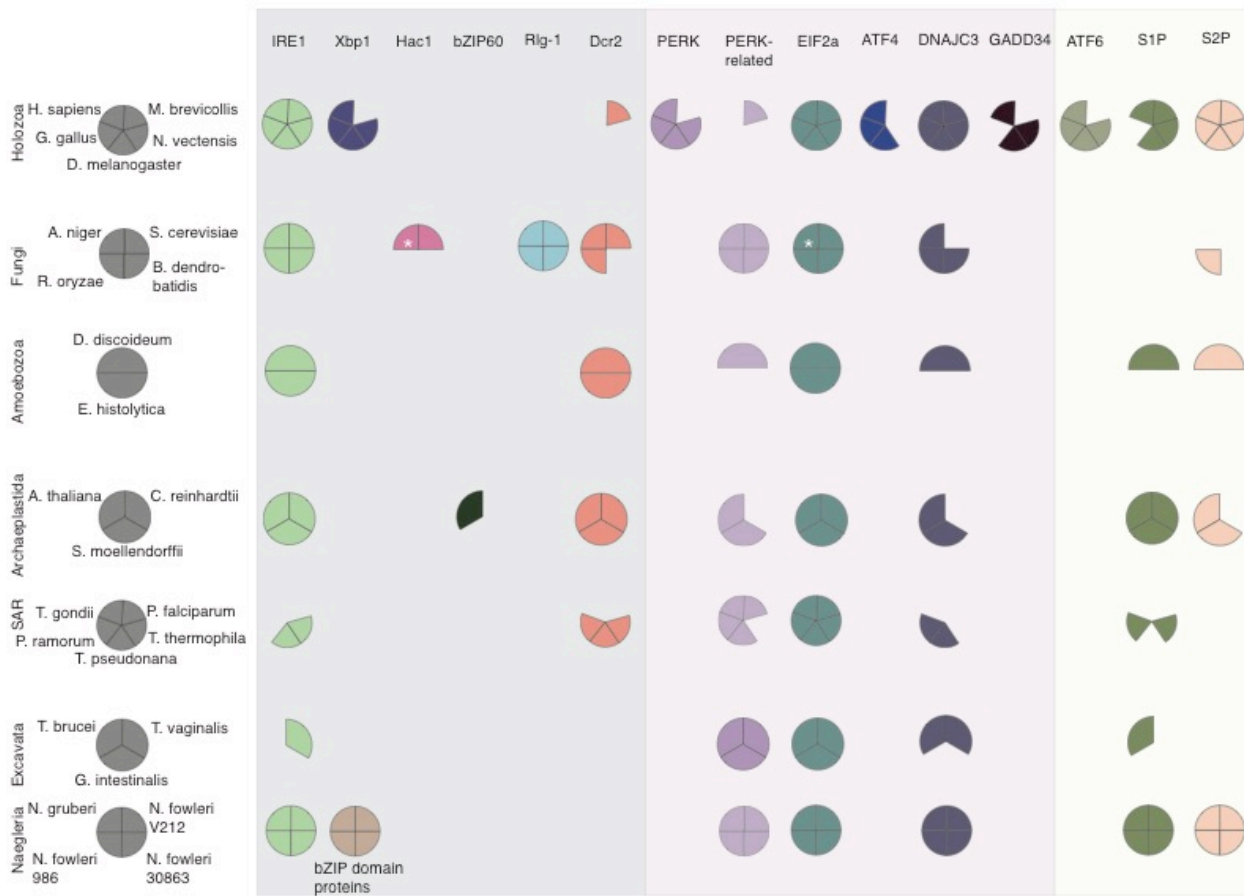 IRE1 Xbp1 Hac1 bZIP60 Rlg-1 Dcr2 PERK PERK- EIF2a ATF4 DNAJC3 GADD34 ATF6 S1P S2P
related
Holozoa
H. sapiens M. brevicollis
G. gallus N. vectensis
D. melanogaster
Fungi
A. niger S. cerevisiae
*
*
R. oryzae B. dendro-
batidis
Amoebozoa
D. discoideum
E. histolytica
Archaeplastida
A. thaliana C. reinhardtii
S. moellendorffii
SAR
T. gondii P. falciparum
P. ramorum T. thermophila
T. pseudonana
Excavata
T. brucei T. vaginalis
G. intestinalis
Naegleria
N. gruberi N. fowleri
V212
N. fowleri N. fowleri
986 30863
bZIP domain
proteins